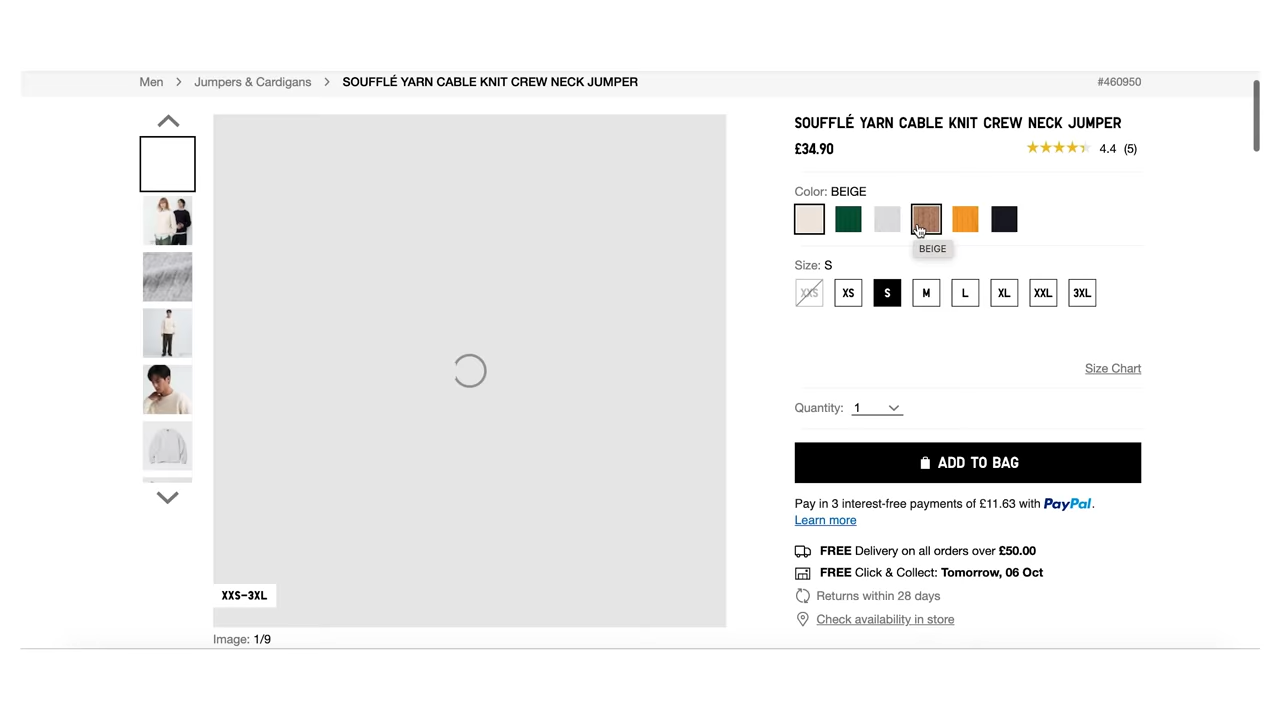 Men > Jumpers & Cardigans > SOUFFLÉ YARN CABLE KNIT CREW NECK JUMPER
#460950
SOUFFLÉ YARN CABLE KNIT CREW NECK JUMPER
£34.90
4.4 (5)
Color: BEIGE
BEIGE
Size: S
XXS XS S M L XL XXL 3XL
Size Chart
Quantity: 1
ADD TO BAG
Pay in 3 interest-free payments of £11.63 with PayPal.
Learn more
FREE Delivery on all orders over £50.00
FREE Click & Collect: Tomorrow, 06 Oct
Returns within 28 days
Check availability in store
XXS-3XL
Image: 1/9